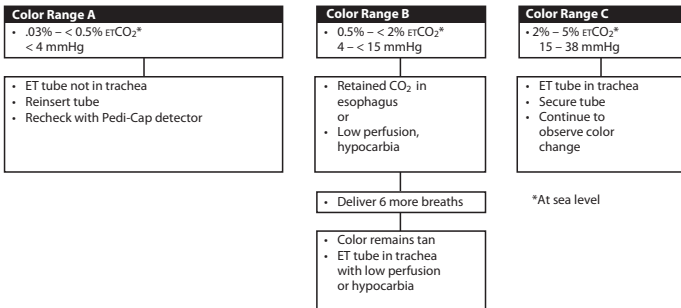 Color Range A
• .03% – < 0.5% ETCO₂*
< 4 mmHg
• ET tube not in trachea
• Reinsert tube
• Recheck with Pedi-Cap detector
Color Range B
• 0.5% – < 2% ETCO₂*
4 – < 15 mmHg
• Retained CO₂ in
esophagus
or
• Low perfusion,
hypocarbia
• Deliver 6 more breaths
• Color remains tan
• ET tube in trachea
with low perfusion
or hypocarbia
Color Range C
• 2% – 5% ETCO₂*
15 – 38 mmHg
• ET tube in trachea
• Secure tube
• Continue to
observe color
change
*At sea level